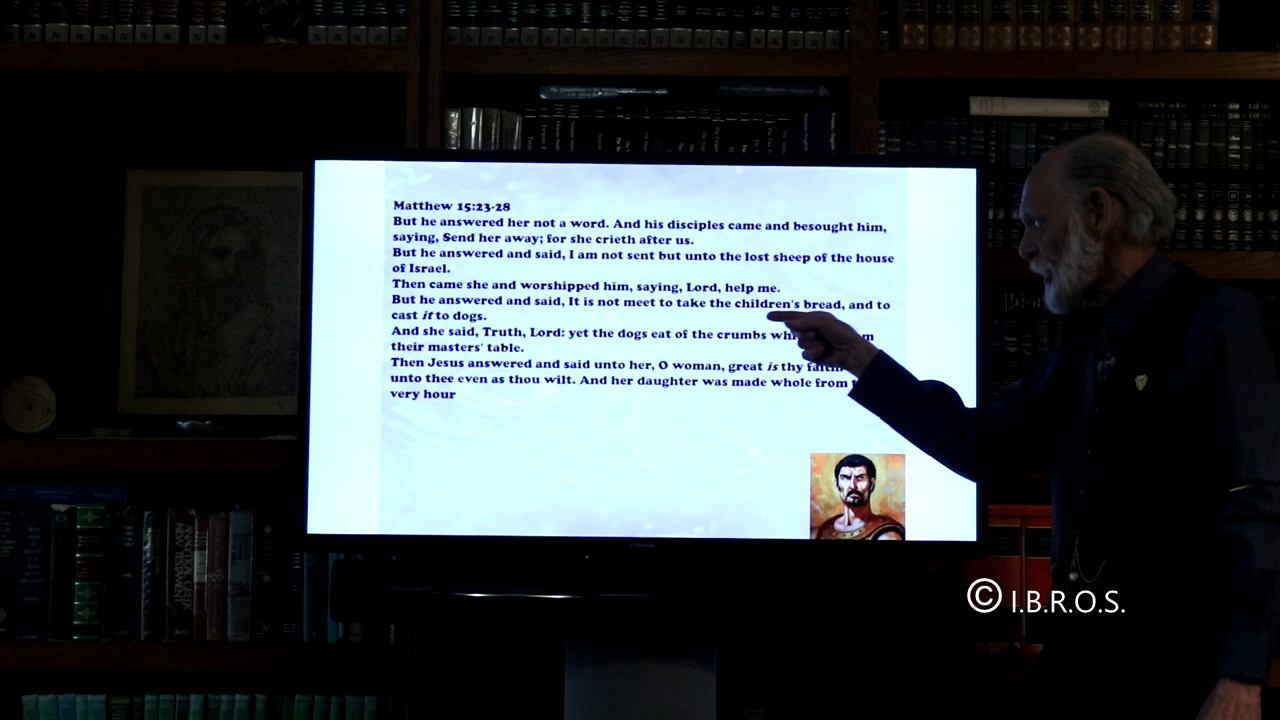 Matthew 15:23-28
But he answered her not a word. And his disciples came and besought him,
saying, Send her away; for she crieth after us.
But he answered and said, I am not sent but unto the lost sheep of the house
of Israel.
Then came she and worshipped him, saying, Lord, help me.
But he answered and said, It is not meet to take the children's bread, and to
cast it to dogs.
And she said, Truth, Lord: yet the dogs eat of the crumbs
their masters' table.
Then Jesus answered and said unto her, O woman, great is thy
unto thee even as thou wilt. And her daughter was made whole from
very hour
ANALYTICAL GREEK
NEW TESTAMENT
© I.B.R.O.S.